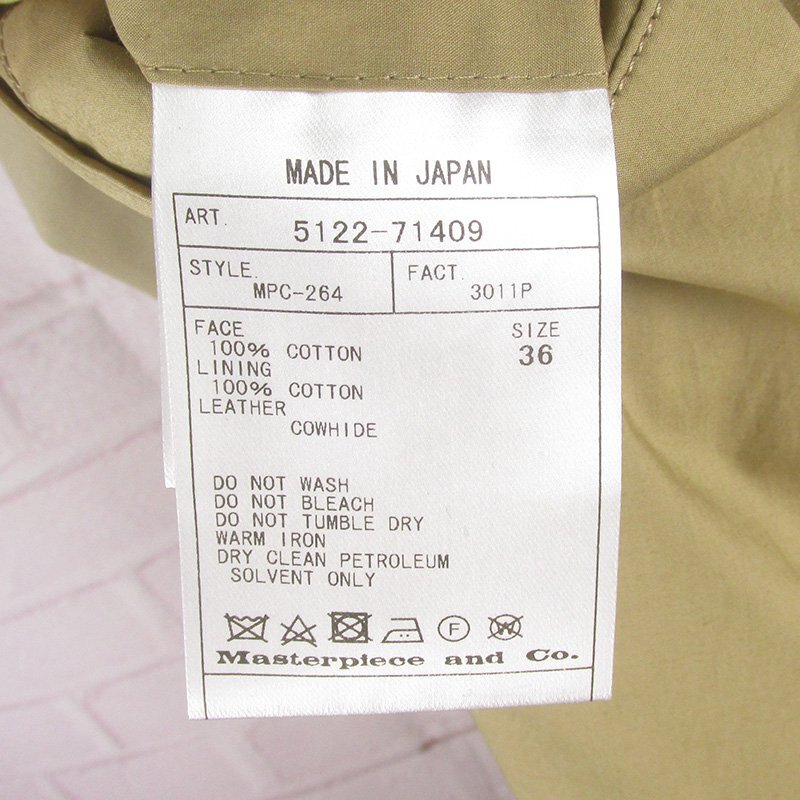 MADE IN JAPAN
ART. 5122-71409
STYLE. MPC-264
FACT. 3011P
FACE SIZE
100% COTTON 36
LINING
100% COTTON
LEATHER
COWHIDE
DO NOT WASH
DO NOT BLEACH
DO NOT TUMBLE DRY
WARM IRON
DRY CLEAN PETROLEUM
SOLVENT ONLY
F W
Masterpiece and Co.